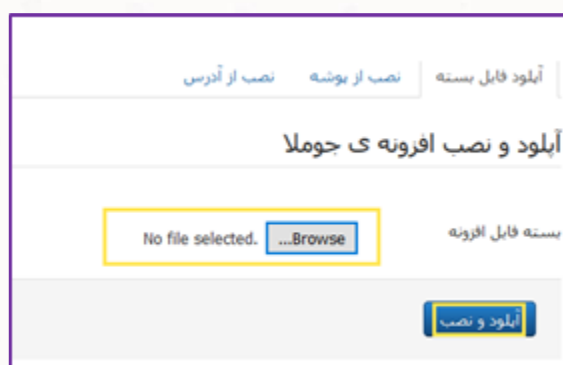 آپلود فایل بسته نصب از پوشه نصب از آدرس
آپلود و نصب افزونه ی جوملا
بسته فایل افزونه Browse... No file selected.
آپلود و نصب